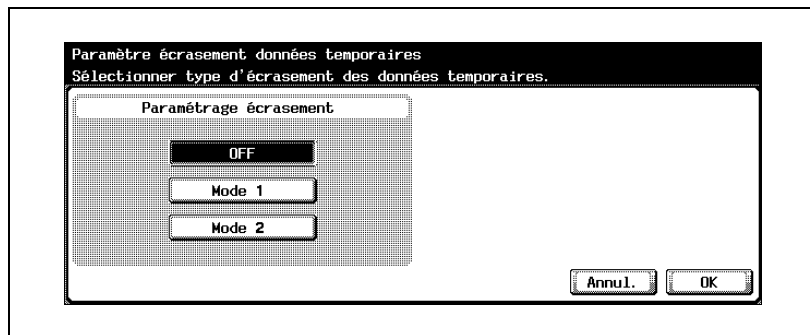 Paramètre écrasement données temporaires
Sélectionner type d'écrasement des données temporaires.
Paramétrage écrasement
OFF
Mode 1
Mode 2
Annul. OK